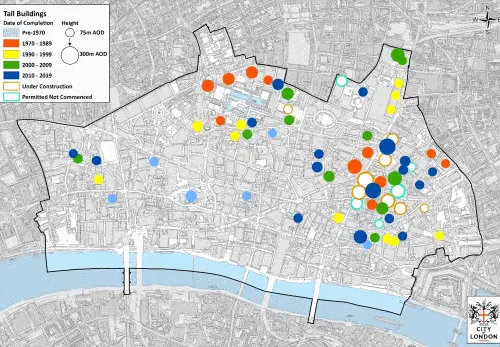 Tall Buildings
Date of Completion Height
Pre-1970 75m AOD
1970 - 1989
1990 - 1999 300m AOD
2000 - 2009
2010 - 2019
Under Construction
Permitted Not Commenced
N
W E
S
CITY
OF
LONDON